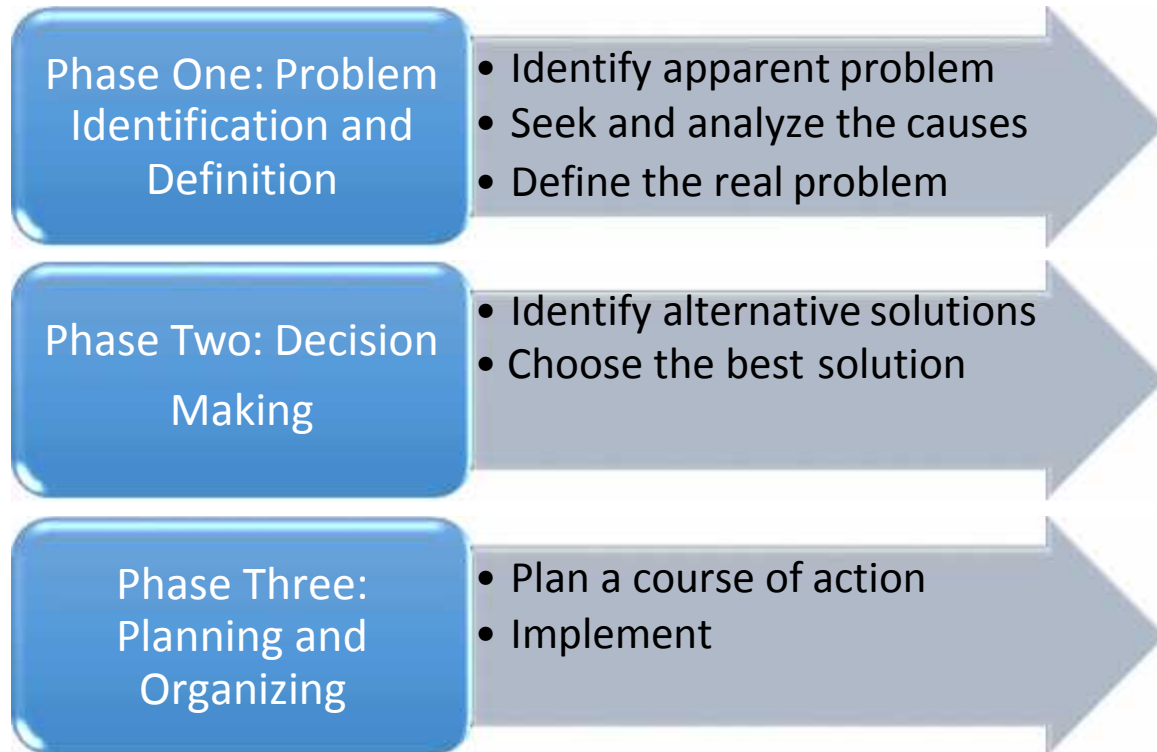 Phase One: Problem
Identification and
Definition
• Identify apparent problem
• Seek and analyze the causes
• Define the real problem
Phase Two: Decision
Making
• Identify alternative solutions
• Choose the best solution
Phase Three:
Planning and
Organizing
• Plan a course of action
• Implement